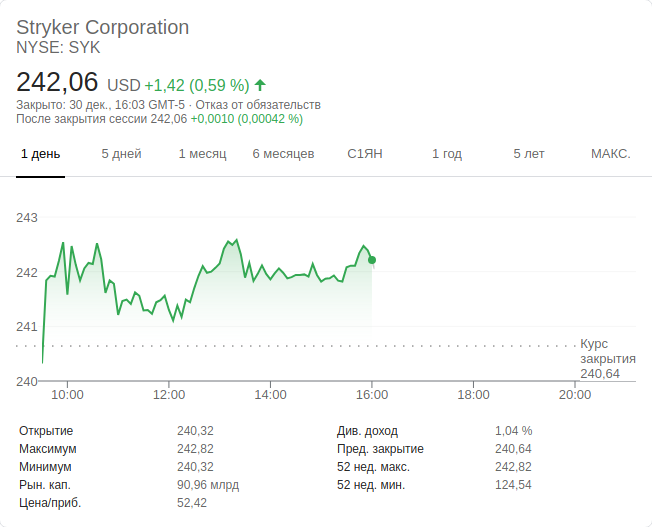 Stryker Corporation
NYSE: SYK
242,06 USD +1,42 (0,59 %)
Закрыто: 30 дек., 16:03 GMT-5 · Отказ от обязательств
После закрытия сессии 242,06 +0,0010 (0,00042 %)
1 день 5 дней 1 месяц 6 месяцев С1ЯН 1 год 5 лет МАКС.
243
242
241
Курс
закрытия
240,64
240
10:00 12:00 14:00 16:00 18:00 20:00
Открытие 240,32 Див. доход 1,04 %
Максимум 242,82 Пред. закрытие 240,64
Минимум 240,32 52 нед. макс. 242,82
Рын. кап. 90,96 млрд 52 нед. мин. 124,54
Цена/приб. 52,42